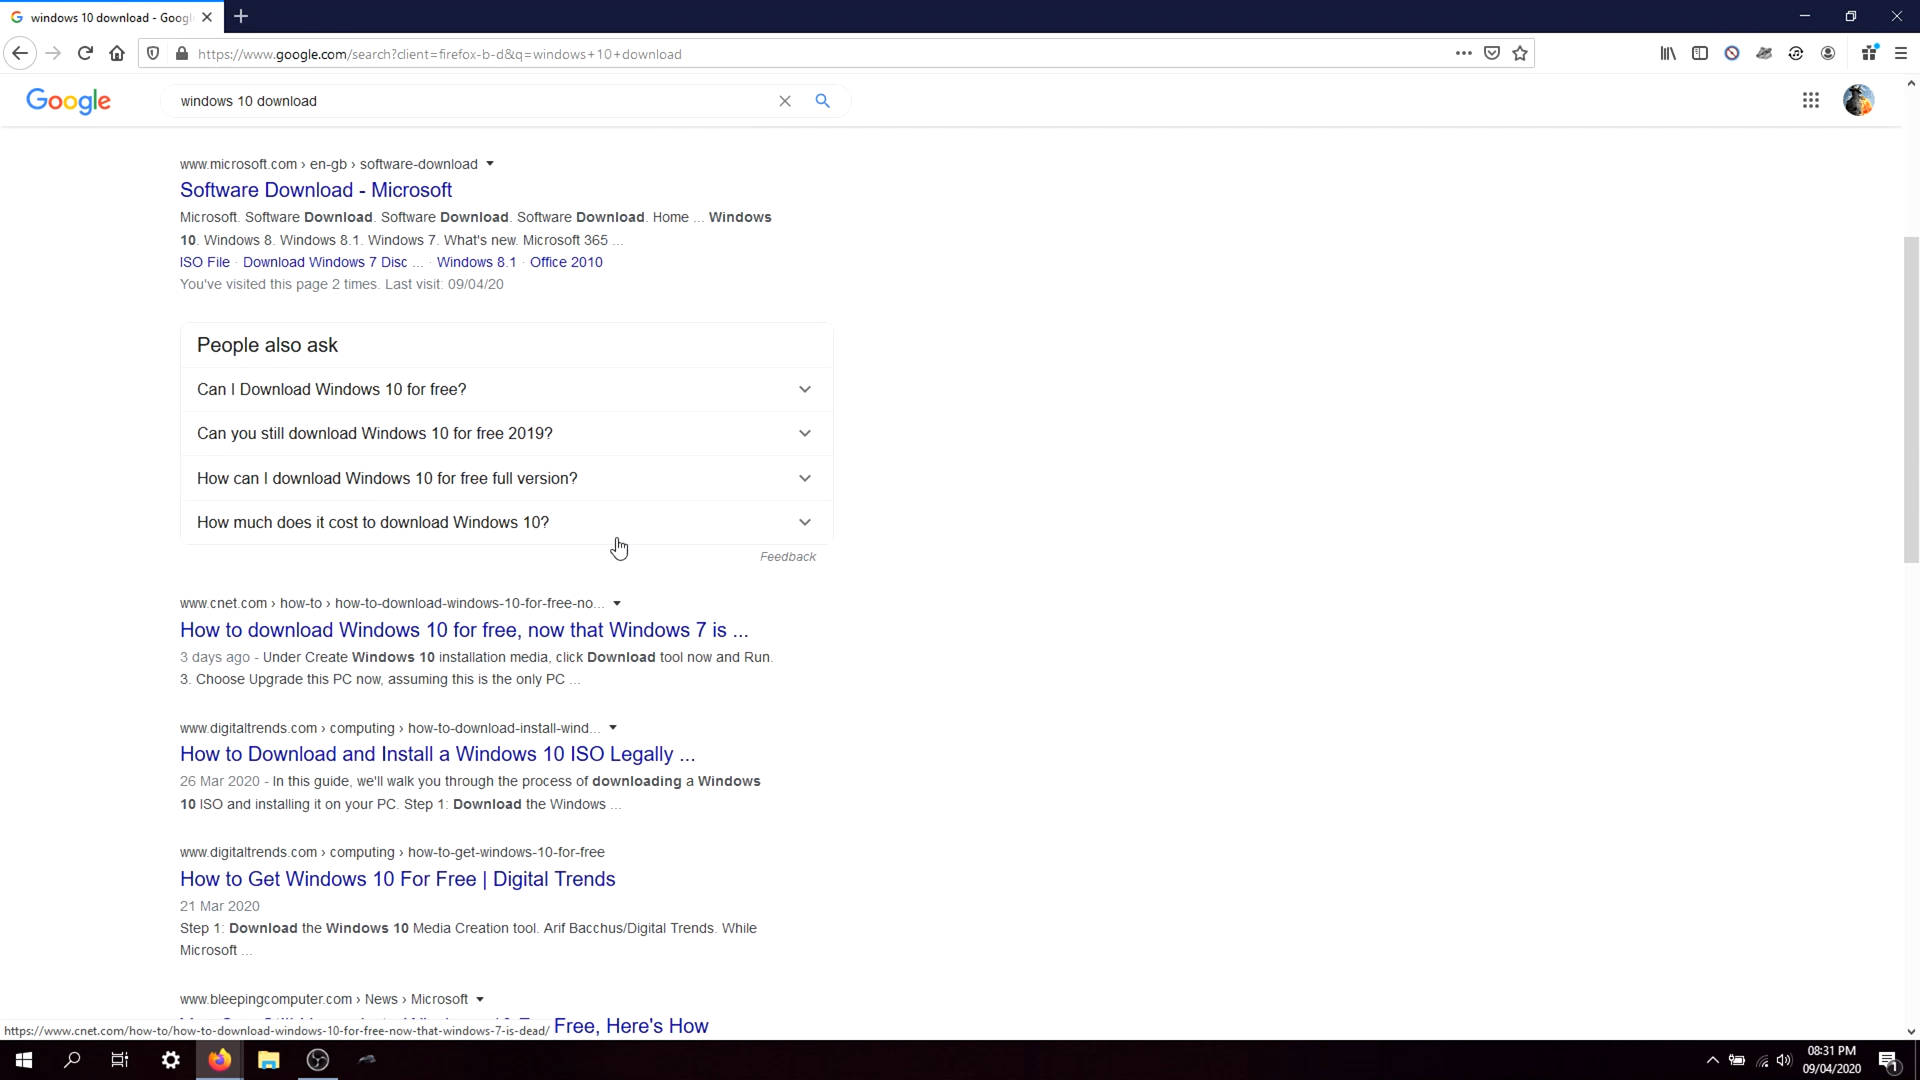 windows 10 download - Googl
https://www.google.com/search?client=firefox-b-d&q=windows+10+download
Google
windows 10 download
www.microsoft.com › en-gb › software-download
Software Download - Microsoft
Microsoft. Software Download. Software Download. Software Download. Home ... Windows
10. Windows 8. Windows 8.1. Windows 7. What's new. Microsoft 365 ...
ISO File · Download Windows 7 Disc ... · Windows 8.1 · Office 2010
You've visited this page 2 times. Last visit: 09/04/20
People also ask
Can I Download Windows 10 for free?
Can you still download Windows 10 for free 2019?
How can I download Windows 10 for free full version?
How much does it cost to download Windows 10?
Feedback
www.cnet.com › how-to › how-to-download-windows-10-for-free-no...
How to download Windows 10 for free, now that Windows 7 is ...
3 days ago - Under Create Windows 10 installation media, click Download tool now and Run.
3. Choose Upgrade this PC now, assuming this is the only PC ...
www.digitaltrends.com › computing › how-to-download-install-wind...
How to Download and Install a Windows 10 ISO Legally ...
26 Mar 2020 - In this guide, we'll walk you through the process of downloading a Windows
10 ISO and installing it on your PC. Step 1: Download the Windows ...
www.digitaltrends.com › computing › how-to-get-windows-10-for-free
How to Get Windows 10 For Free | Digital Trends
21 Mar 2020
Step 1: Download the Windows 10 Media Creation tool. Arif Bacchus/Digital Trends. While
Microsoft ...
www.bleepingcomputer.com › News › Microsoft
Free, Here's How
https://www.cnet.com/how-to/how-to-download-windows-10-for-free-now-that-windows-7-is-dead/
08:31 PM
09/04/2020
1